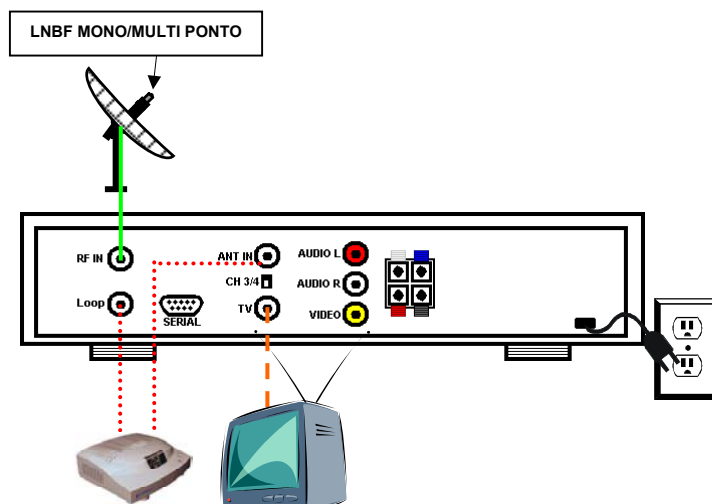 LNBF MONO/MULTI PONTO
RF IN
ANT IN
AUDIO L
CH 3/4
AUDIO R
Loop
TV
VIDEO
SERIAL